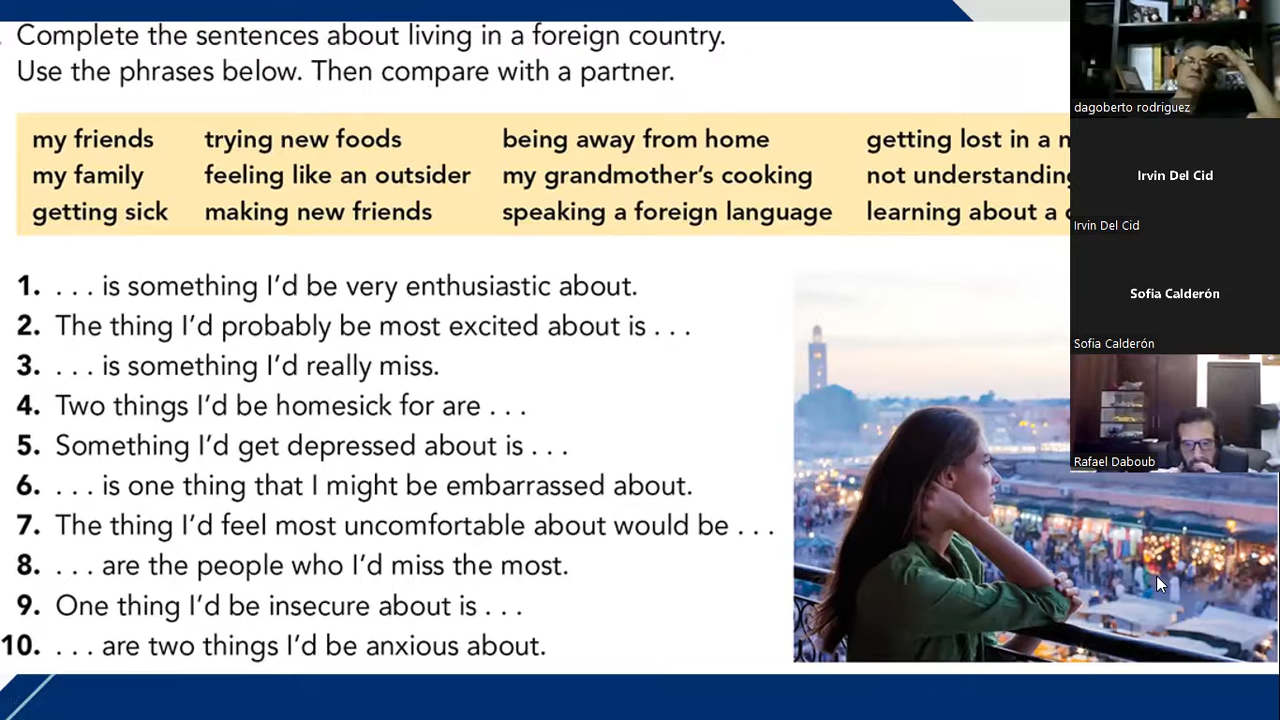 Complete the sentences about living in a foreign country.
Use the phrases below. Then compare with a partner.
my friends trying new foods being away from home getting lost in a
my family feeling like an outsider my grandmother's cooking not understanding
getting sick making new friends speaking a foreign language learning about a
1. . . . is something I'd be very enthusiastic about.
2. The thing I'd probably be most excited about is . . .
3. . . . is something I'd really miss.
4. Two things I'd be homesick for are . . .
5. Something I'd get depressed about is . . .
6. . . . is one thing that I might be embarrassed about.
7. The thing I'd feel most uncomfortable about would be . . .
8. . . . are the people who I'd miss the most.
9. One thing I'd be insecure about is . . .
10. . . . are two things I'd be anxious about.
dagoberto rodriguez
Irvin Del Cid
Irvin Del Cid
Sofia Calderón
Sofia Calderón
Rafael Daboub